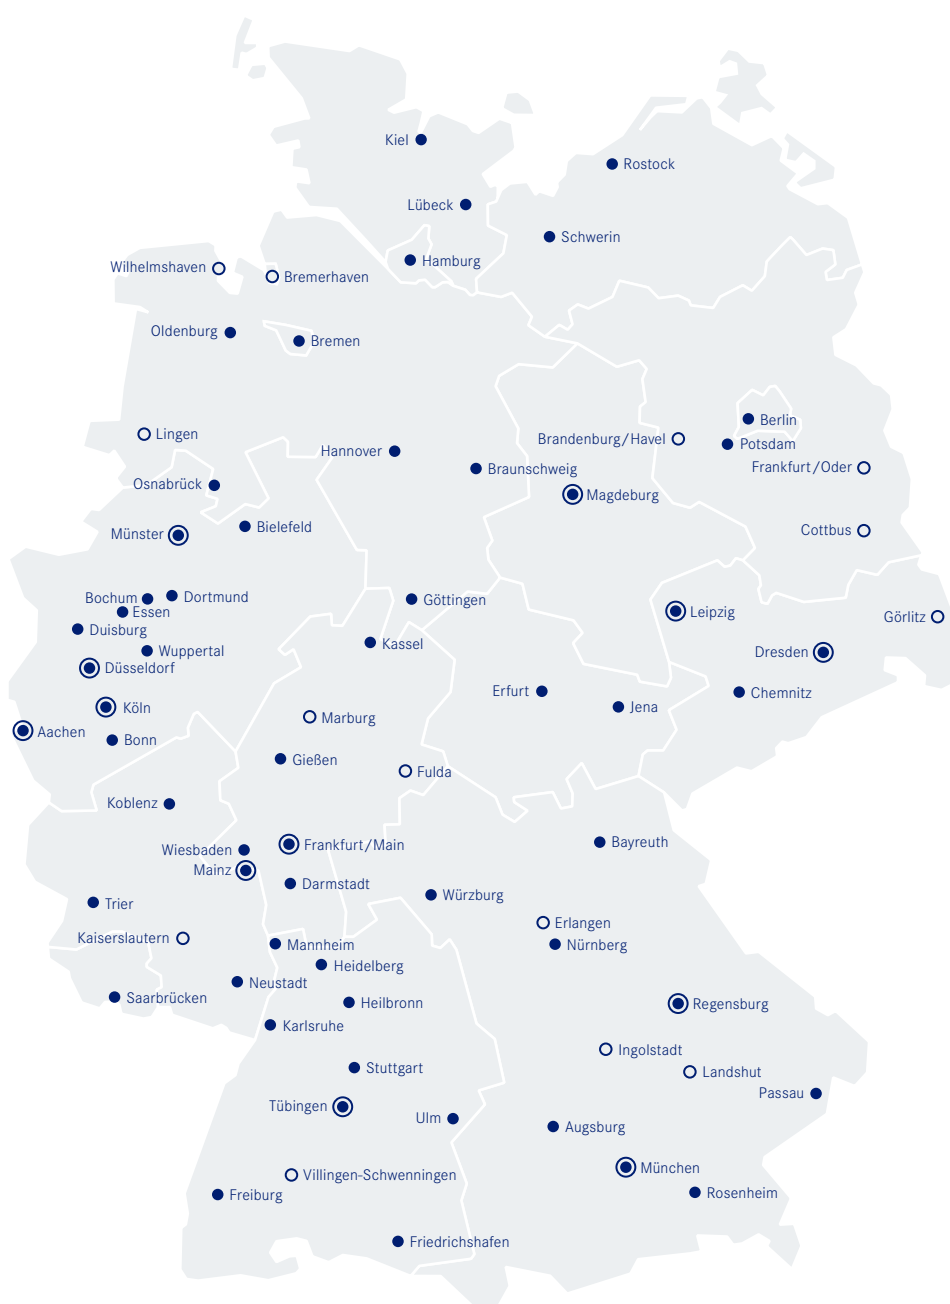 Kiel
Rostock
Lübeck
Schwerin
Hamburg
Wilhelmshaven
Bremerhaven
Oldenburg
Bremen
Berlin
Lingen
Brandenburg/Havel
Potsdam
Hannover
Braunschweig
Frankfurt/Oder
Osnabrück
Magdeburg
Bielefeld
Münster
Cottbus
Bochum
Dortmund
Göttingen
Essen
Leipzig
Görlitz
Duisburg
Kassel
Wuppertal
Dresden
Düsseldorf
Erfurt
Chemnitz
Köln
Jena
Marburg
Aachen
Bonn
Gießen
Fulda
Koblenz
Bayreuth
Frankfurt/Main
Wiesbaden
Mainz
Darmstadt
Würzburg
Trier
Erlangen
Kaiserslautern
Mannheim
Nürnberg
Heidelberg
Neustadt
Saarbrücken
Heilbronn
Regensburg
Karlsruhe
Ingolstadt
Stuttgart
Landshut
Passau
Tübingen
Ulm
Augsburg
München
Villingen-Schwenningen
Rosenheim
Freiburg
Friedrichshafen